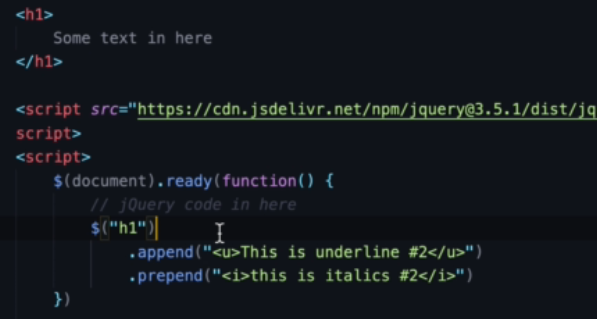 <h1>
Some text in here
</h1>
<script src="https://cdn.jsdelivr.net/npm/jquery@3.5.1/dist/jq
script>
<script>
$(document).ready(function() {
// jQuery code in here
$("h1")
.append("<u>This is underline #2</u>")
.prepend("<i>this is italics #2</i>")
})